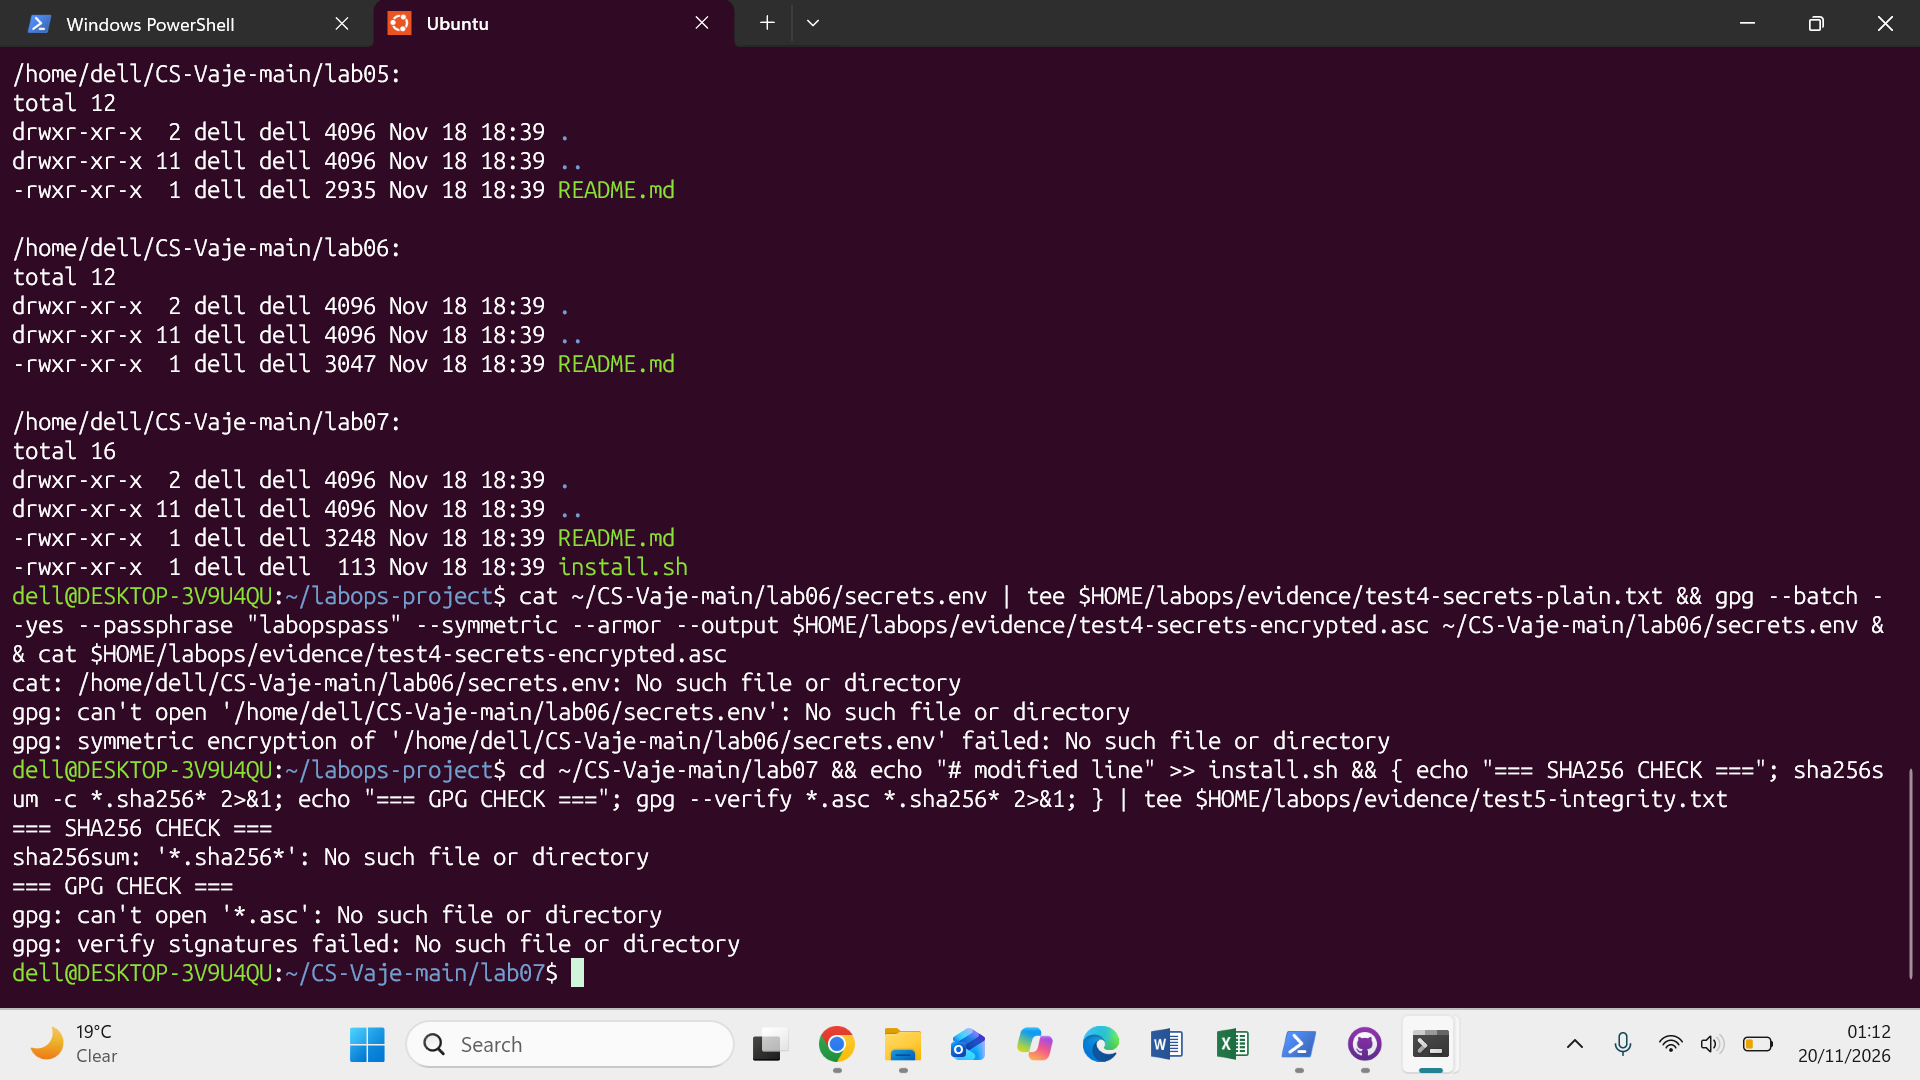 Windows PowerShell
Ubuntu
/home/dell/CS-Vaje-main/lab05:
total 12
drwxr-xr-x  2 dell dell 4096 Nov 18 18:39 .
drwxr-xr-x 11 dell dell 4096 Nov 18 18:39 ..
-rwxr-xr-x  1 dell dell 2935 Nov 18 18:39 README.md
/home/dell/CS-Vaje-main/lab06:
total 12
drwxr-xr-x  2 dell dell 4096 Nov 18 18:39 .
drwxr-xr-x 11 dell dell 4096 Nov 18 18:39 ..
-rwxr-xr-x  1 dell dell 3047 Nov 18 18:39 README.md
/home/dell/CS-Vaje-main/lab07:
total 16
drwxr-xr-x  2 dell dell 4096 Nov 18 18:39 .
drwxr-xr-x 11 dell dell 4096 Nov 18 18:39 ..
-rwxr-xr-x  1 dell dell 3248 Nov 18 18:39 README.md
-rwxr-xr-x  1 dell dell  113 Nov 18 18:39 install.sh
dell@DESKTOP-3V9U4QU:~/labops-project$ cat ~/CS-Vaje-main/lab06/secrets.env | tee $HOME/labops/evidence/test4-secrets-plain.txt && gpg --batch -
-yes --passphrase "labopspass" --symmetric --armor --output $HOME/labops/evidence/test4-secrets-encrypted.asc ~/CS-Vaje-main/lab06/secrets.env &
& cat $HOME/labops/evidence/test4-secrets-encrypted.asc
cat: /home/dell/CS-Vaje-main/lab06/secrets.env: No such file or directory
gpg: can't open '/home/dell/CS-Vaje-main/lab06/secrets.env': No such file or directory
gpg: symmetric encryption of '/home/dell/CS-Vaje-main/lab06/secrets.env' failed: No such file or directory
dell@DESKTOP-3V9U4QU:~/labops-project$ cd ~/CS-Vaje-main/lab07 && echo "# modified line" >> install.sh && { echo "=== SHA256 CHECK ==="; sha256s
um -c *.sha256* 2>&1; echo "=== GPG CHECK ==="; gpg --verify *.asc *.sha256* 2>&1; } | tee $HOME/labops/evidence/test5-integrity.txt
=== SHA256 CHECK ===
sha256sum: '*.sha256*': No such file or directory
=== GPG CHECK ===
gpg: can't open '*.asc': No such file or directory
gpg: verify signatures failed: No such file or directory
dell@DESKTOP-3V9U4QU:~/CS-Vaje-main/lab07$
19°C
Clear
Search
01:12
20/11/2026